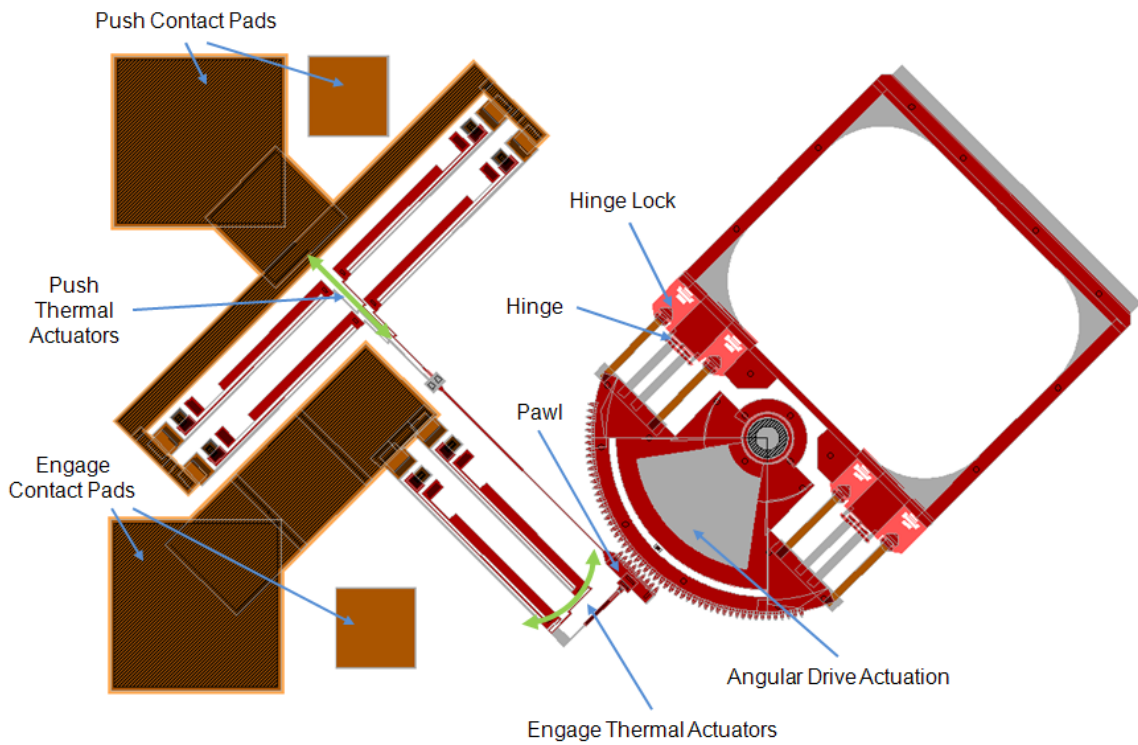 Push Contact Pads
Hinge Lock
Hinge
Push
Thermal
Actuators
Pawl
Engage
Contact Pads
Angular Drive Actuation
Engage Thermal Actuators